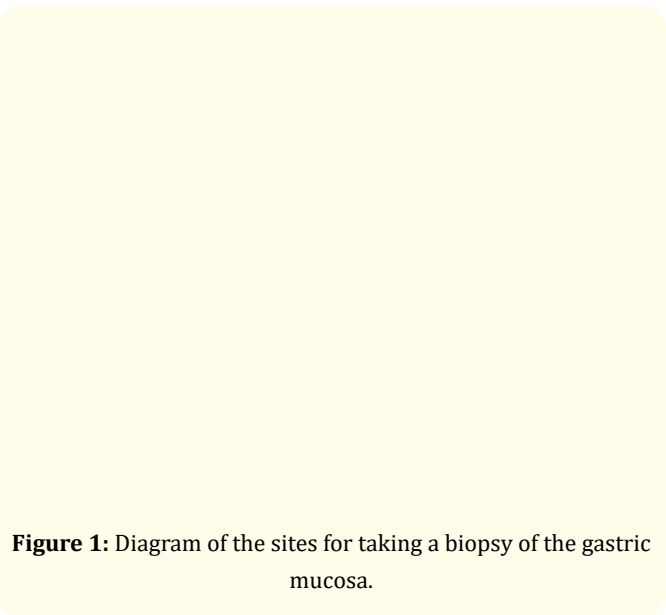 Figure 1: Diagram of the sites for taking a biopsy of the gastric
mucosa.